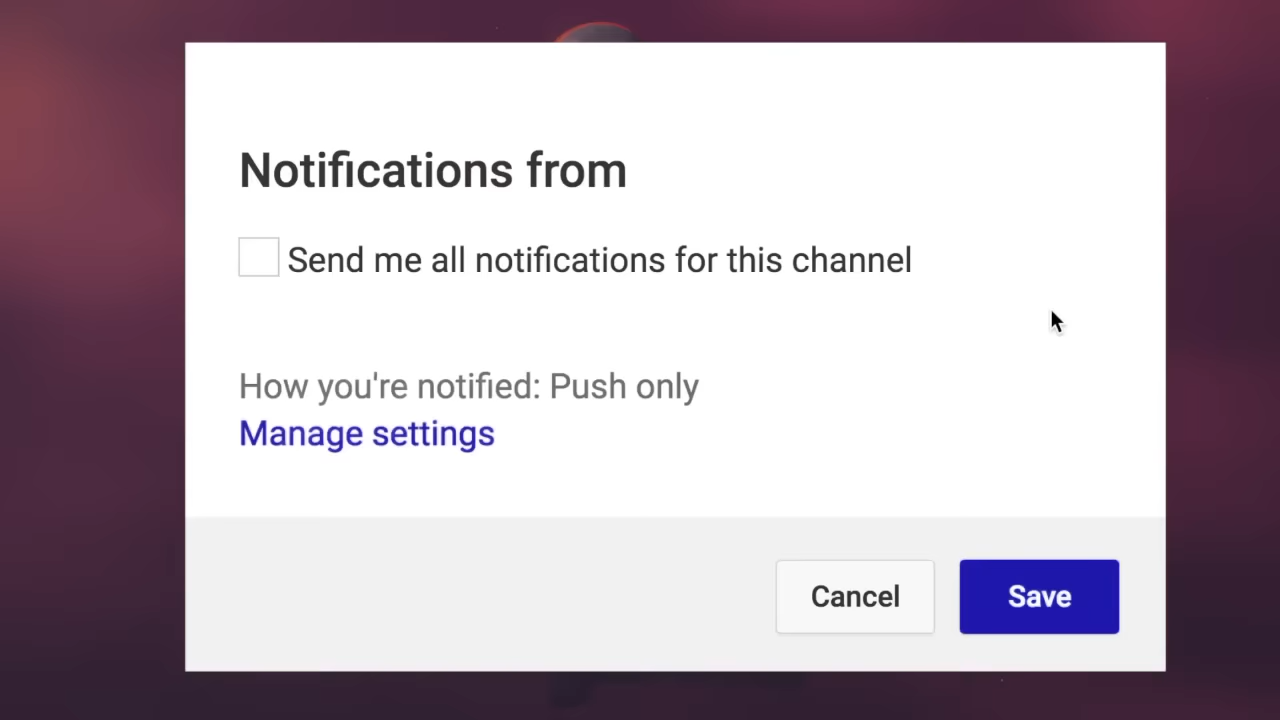 Notifications from
Send me all notifications for this channel
How you're notified: Push only
Manage settings
Cancel Save